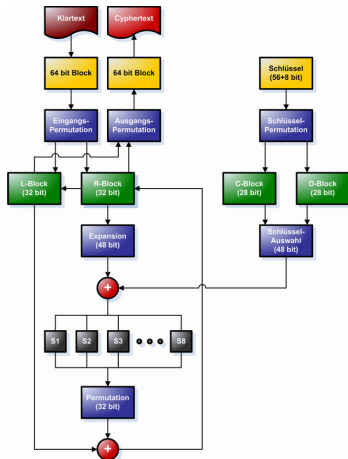 Klartext
Cyphertext
64 bit Block
64 bit Block
Schlüssel
(56+8 bit)
Eingangs-
Permutation
Ausgangs-
Permutation
Schlüssel-
Permutation
L-Block
(32 bit)
R-Block
(32 bit)
C-Block
(28 bit)
D-Block
(28 bit)
Expansion
(48 bit)
Schlüssel-
Auswahl
(48 bit)
+
S1
S2
S3
S8
Permutation
(32 bit)
+